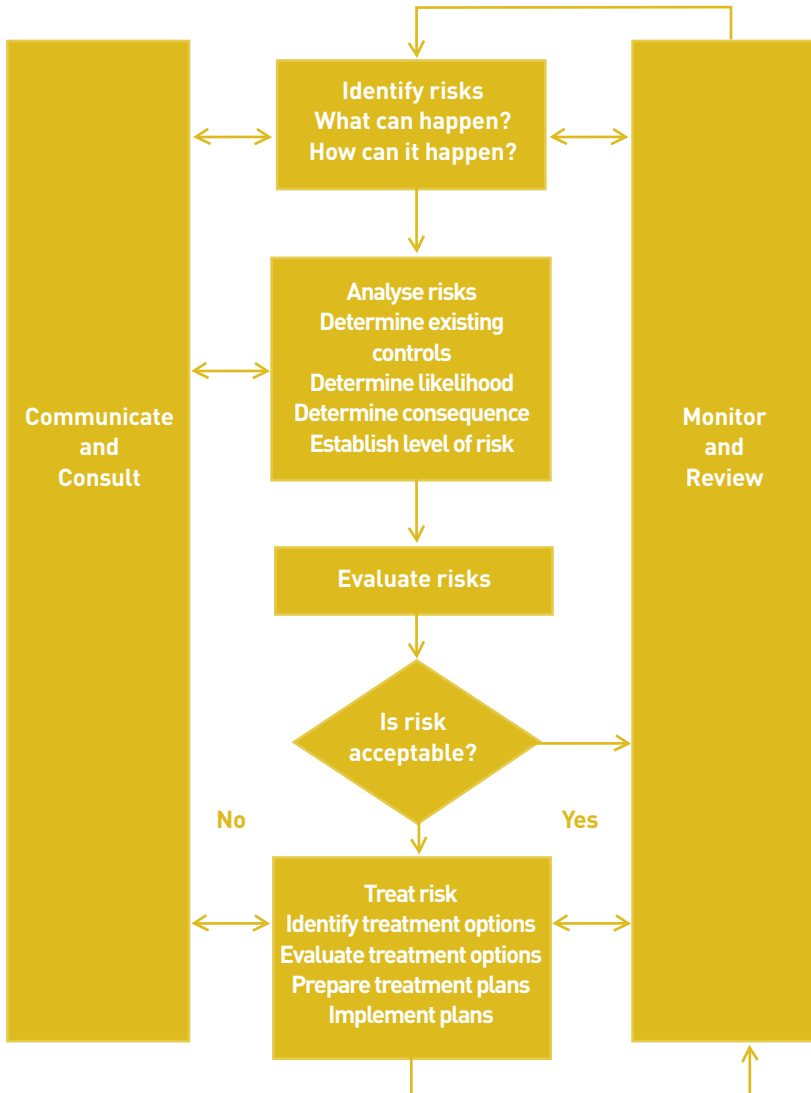 Identify risks
What can happen?
How can it happen?
Analyse risks
Determine existing
controls
Determine likelihood
Determine consequence
Establish level of risk
Communicate
and
Consult
Monitor
and
Review
Evaluate risks
Is risk
acceptable?
No
Yes
Treat risk
Identify treatment options
Evaluate treatment options
Prepare treatment plans
Implement plans